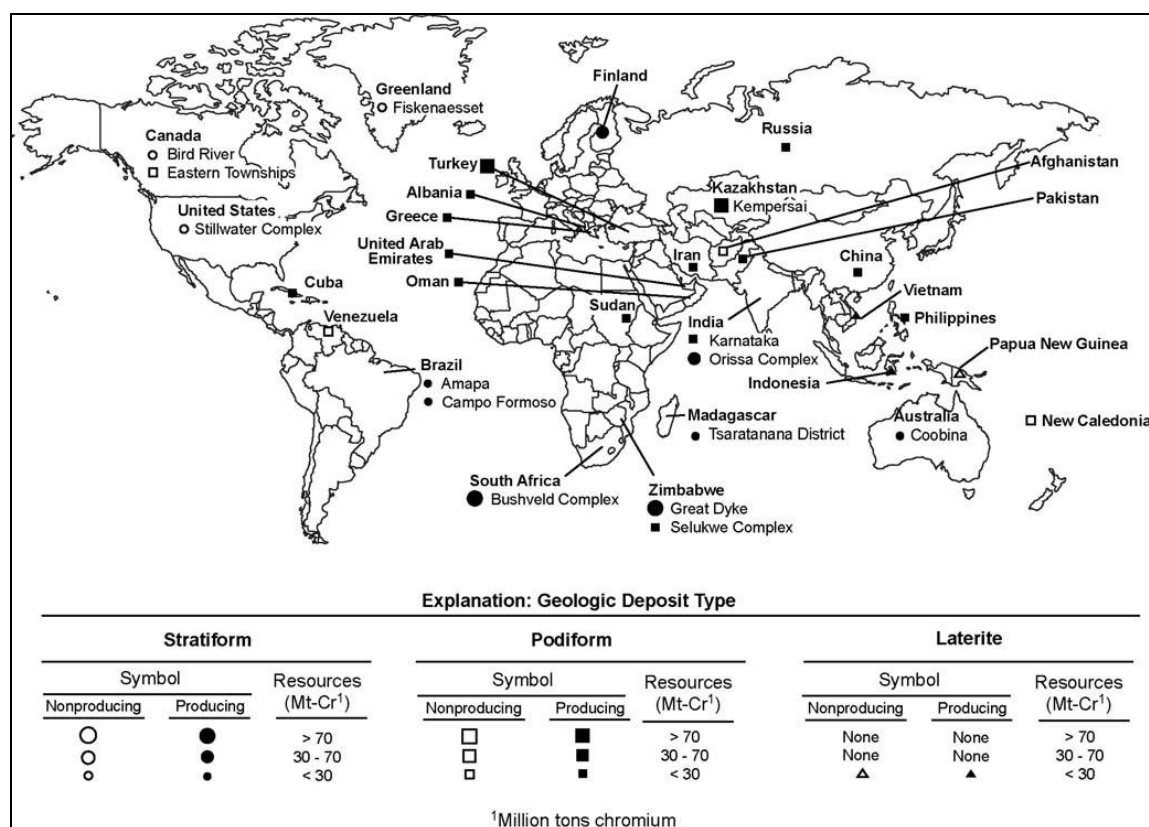 Greenland
Fiskenaesset
Finland
Canada
Bird River
Eastern Townships
United States
Stillwater Complex
Turkey
Albania
Greece
United Arab
Emirates
Oman
Russia
Afghanistan
Kazakhstan
Kempersai
Pakistan
Iran
China
Cuba
Venezuela
Sudan
India
Karnataka
Orissa Complex
Vietnam
Philippines
Papua New Guinea
Indonesia
Brazil
Amapa
Campo Formoso
Madagascar
Tsaratanana District
Australia
Coobina
New Caledonia
South Africa
Bushveld Complex
Zimbabwe
Great Dyke
Selukwe Complex
Explanation: Geologic Deposit Type
Stratiform
Symbol
Nonproducing Producing
Resources
(Mt-Cr¹)
> 70
30 - 70
< 30
Podiform
Symbol
Nonproducing Producing
Resources
(Mt-Cr¹)
> 70
30 - 70
< 30
Laterite
Symbol
Nonproducing Producing
Resources
(Mt-Cr¹)
None None > 70
None None 30 - 70
< 30
¹Million tons chromium